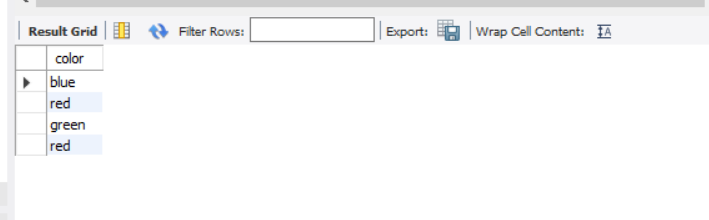 Result Grid Filter Rows: Export: Wrap Cell Content:
color
blue
red
green
red